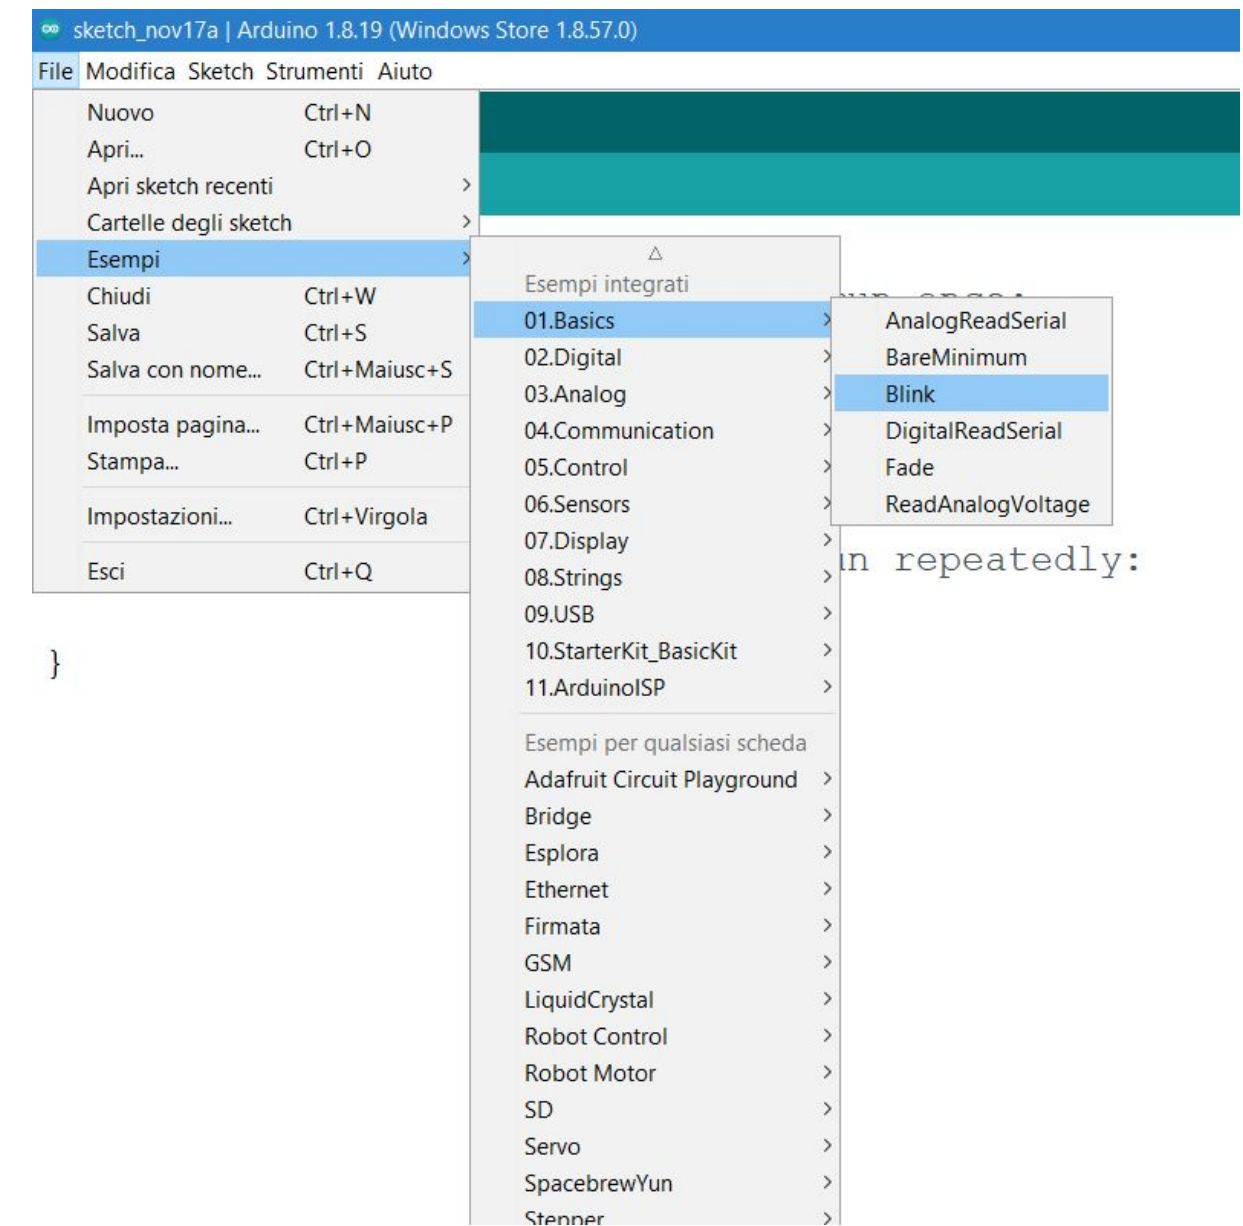 sketch_nov17a | Arduino 1.8.19 (Windows Store 1.8.57.0)
File Modifica Sketch Strumenti Aiuto
Nuovo Ctrl+N
Apri... Ctrl+O
Apri sketch recenti
Cartelle degli sketch
Esempi
Chiudi Ctrl+W
Salva Ctrl+S
Salva con nome... Ctrl+Maiusc+S
Imposta pagina... Ctrl+Maiusc+P
Stampa... Ctrl+P
Impostazioni... Ctrl+Virgola
Esci Ctrl+Q
Esempi integrati
01.Basics
02.Digital
03.Analog
04.Communication
05.Control
06.Sensors
07.Display
08.Strings
09.USB
10.StarterKit_BasicKit
11.ArduinoISP
Esempi per qualsiasi scheda
Adafruit Circuit Playground
Bridge
Esplora
Ethernet
Firmata
GSM
LiquidCrystal
Robot Control
Robot Motor
SD
Servo
SpacebrewYun
Stepper
AnalogReadSerial
BareMinimum
Blink
DigitalReadSerial
Fade
ReadAnalogVoltage
repeatedly:
}